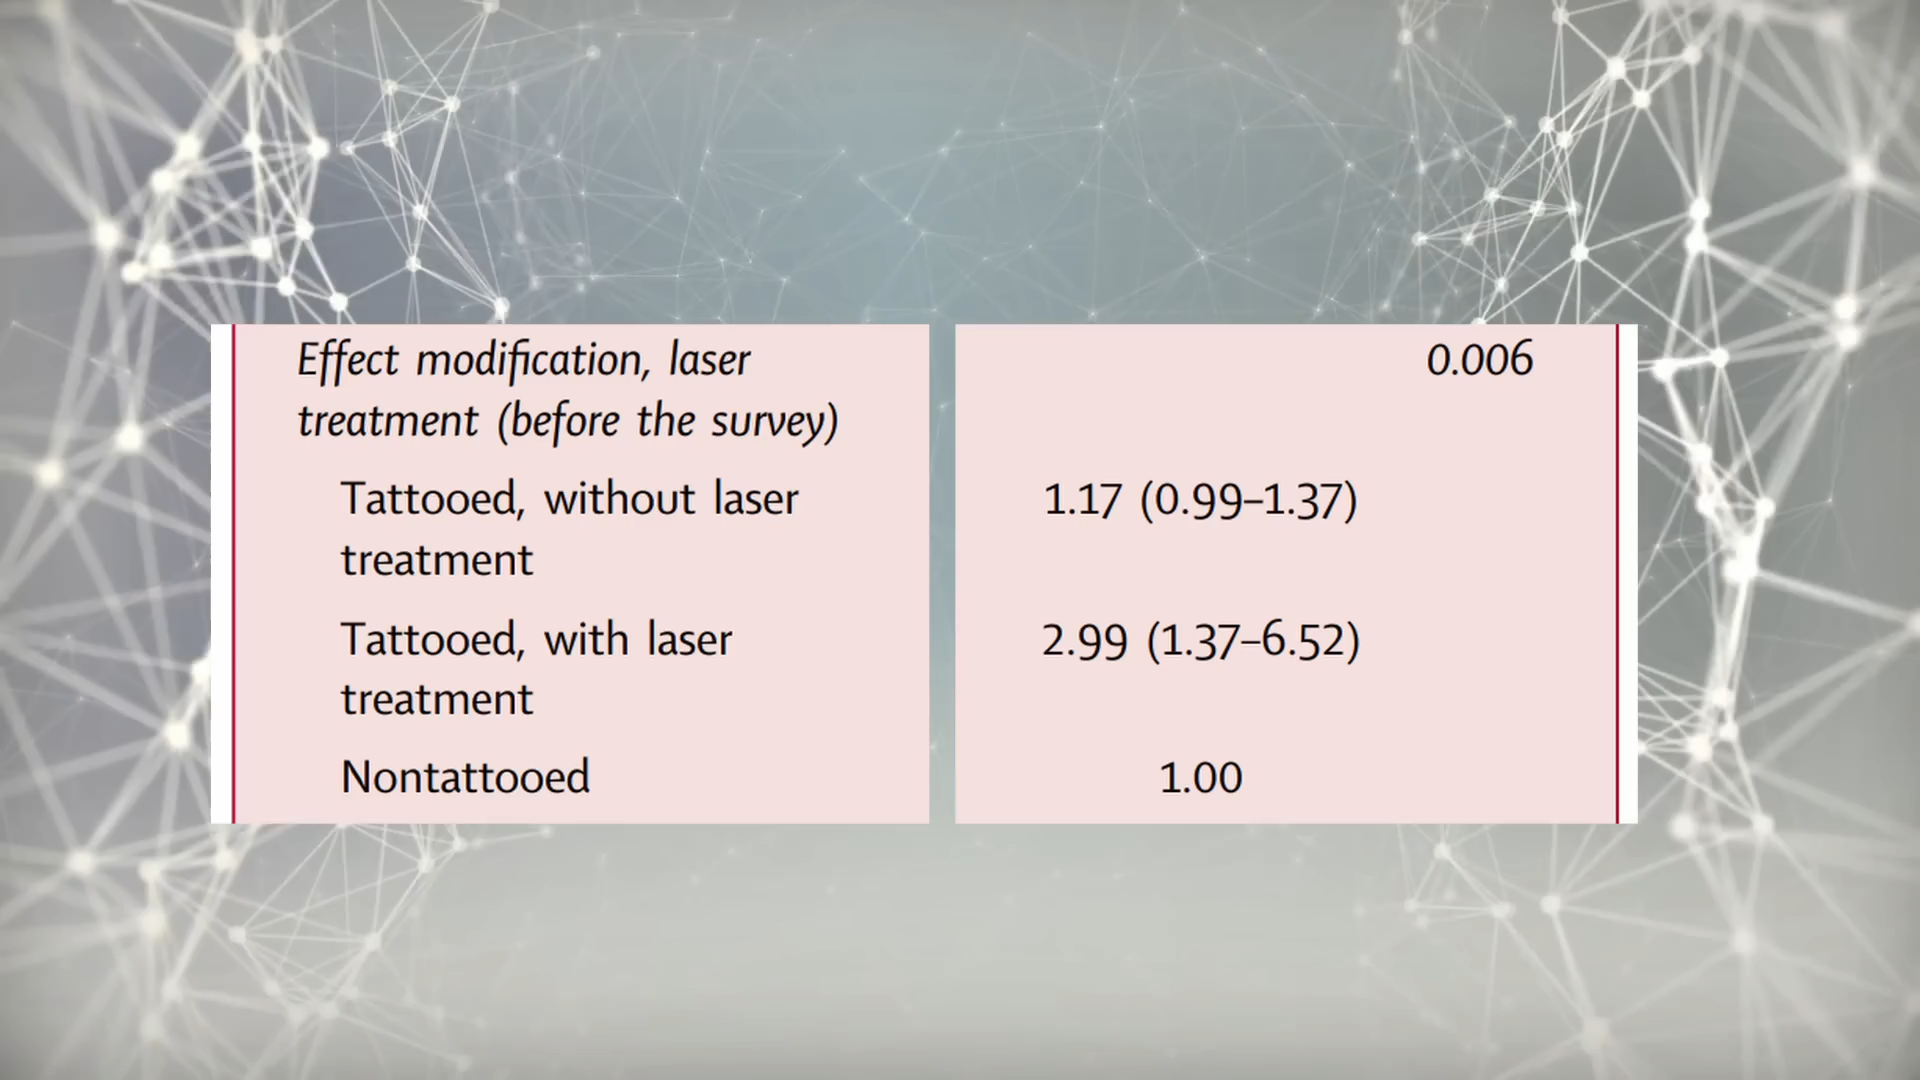 Effect modification, laser 0.006
treatment (before the survey)
Tattooed, without laser 1.17 (0.99–1.37)
treatment
Tattooed, with laser 2.99 (1.37–6.52)
treatment
Nontattooed 1.00